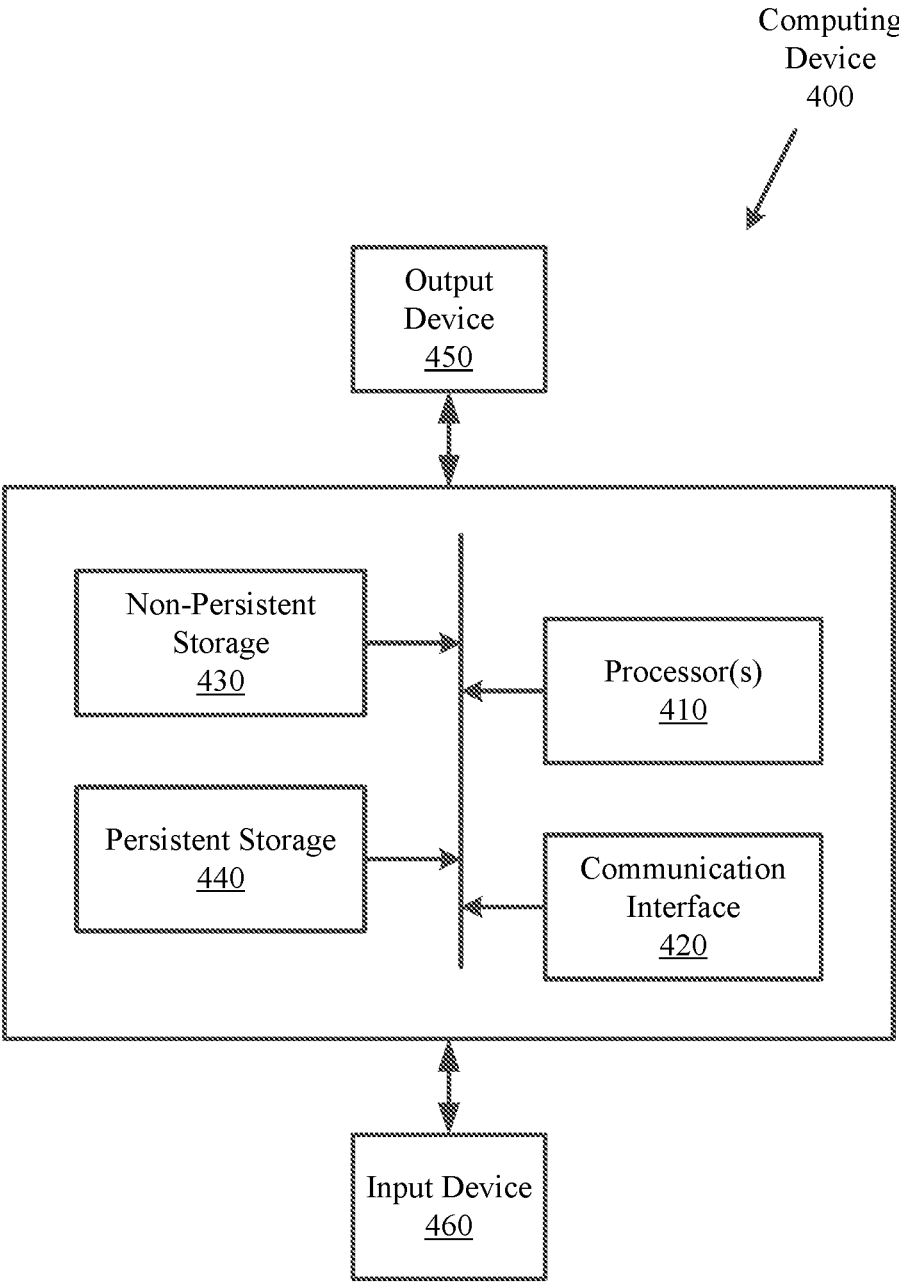 Computing
Device
400
Output
Device
450
Non-Persistent
Storage
430
Processor(s)
410
Persistent Storage
440
Communication
Interface
420
Input Device
460